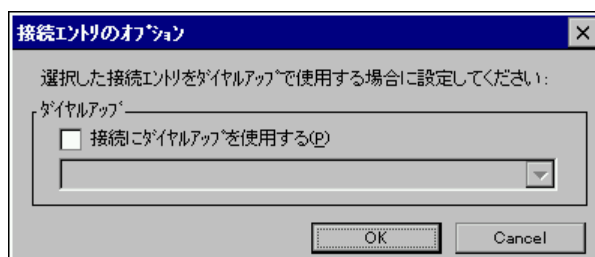 接続ｴﾝﾄﾘのｵﾌﾟｼｮﾝ
選択した接続ｴﾝﾄﾘをﾀﾞｲﾔﾙｱｯﾌﾟで使用する場合に設定してください:
ﾀﾞｲﾔﾙｱｯﾌﾟ
接続にﾀﾞｲﾔﾙｱｯﾌﾟを使用する(P)
OK
Cancel